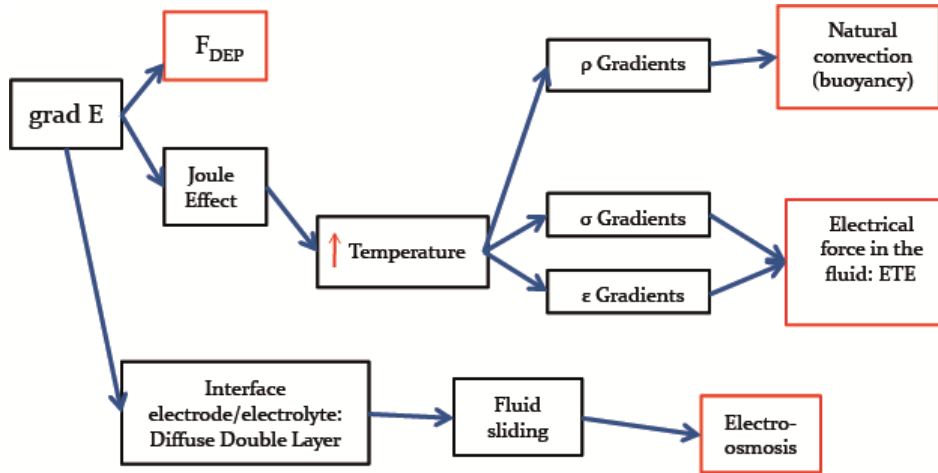 F_DEP
grad E
Joule
Effect
↑ Temperature
ρ Gradients
σ Gradients
ε Gradients
Natural
convection
(buoyancy)
Electrical
force in the
fluid: ETE
Interface
electrode/electrolyte:
Diffuse Double Layer
Fluid
sliding
Electro-
osmosis